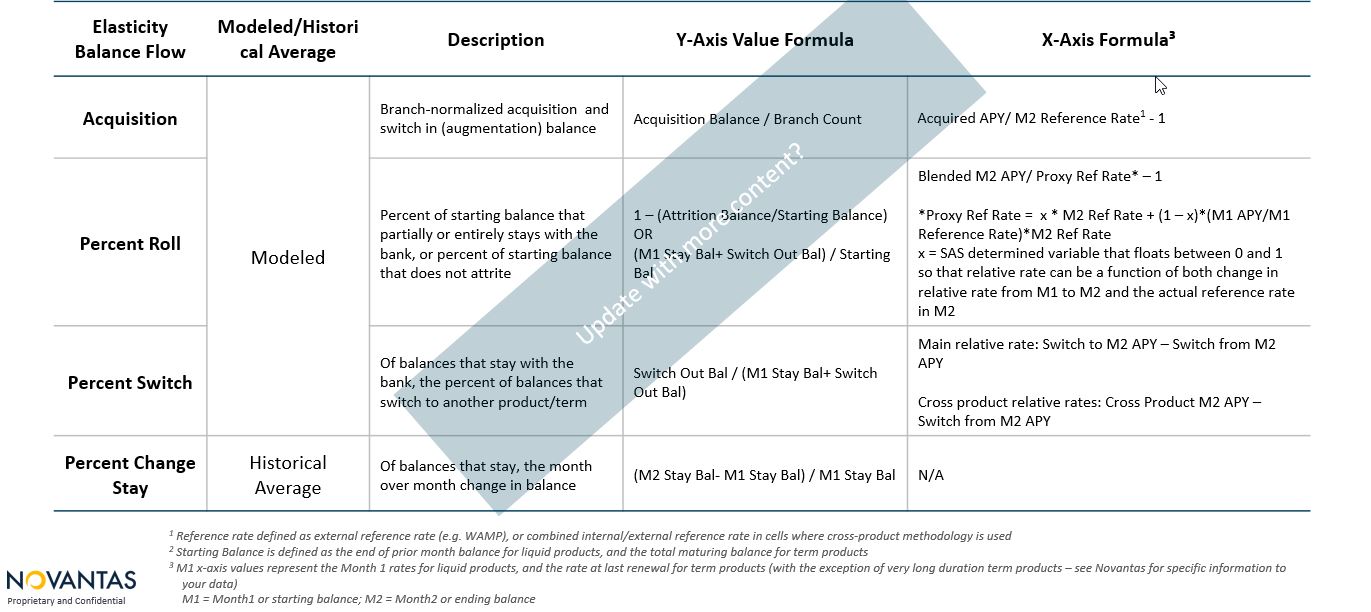 Elasticity
Balance Flow
Modeled/Histori
cal Average
Description
Y-Axis Value Formula
X-Axis Formula³
Acquisition
Modeled
Branch-normalized acquisition and
switch in (augmentation) balance
Acquisition Balance / Branch Count
Acquired APY/ M2 Reference Rate¹ - 1
Percent Roll
Percent of starting balance that
partially or entirely stays with the
bank, or percent of starting balance
that does not attrite
1 – (Attrition Balance/Starting Balance)
OR
(M1 Stay Bal+ Switch Out Bal) / Starting
Bal
Blended M2 APY/ Proxy Ref Rate* – 1
*Proxy Ref Rate = x * M2 Ref Rate + (1 – x)*(M1 APY/M1
Reference Rate)*M2 Ref Rate
x = SAS determined variable that floats between 0 and 1
so that relative rate can be a function of both change in
relative rate from M1 to M2 and the actual reference rate
in M2
Percent Switch
Of balances that stay with the
bank, the percent of balances that
switch to another product/term
Switch Out Bal / (M1 Stay Bal+ Switch
Out Bal)
Main relative rate: Switch to M2 APY – Switch from M2
APY
Cross product relative rates: Cross Product M2 APY –
Switch from M2 APY
Percent Change
Stay
Historical
Average
Of balances that stay, the month
over month change in balance
(M2 Stay Bal- M1 Stay Bal) / M1 Stay Bal
N/A
Update with more content?
¹ Reference rate defined as external reference rate (e.g. WAMP), or combined internal/external reference rate in cells where cross-product methodology is used
² Starting Balance is defined as the end of prior month balance for liquid products, and the total maturing balance for term products
³ M1 x-axis values represent the Month 1 rates for liquid products, and the rate at last renewal for term products (with the exception of very long duration term products – see Novantas for specific information to
your data)
M1 = Month1 or starting balance; M2 = Month2 or ending balance
NOVANTAS
Proprietary and Confidential